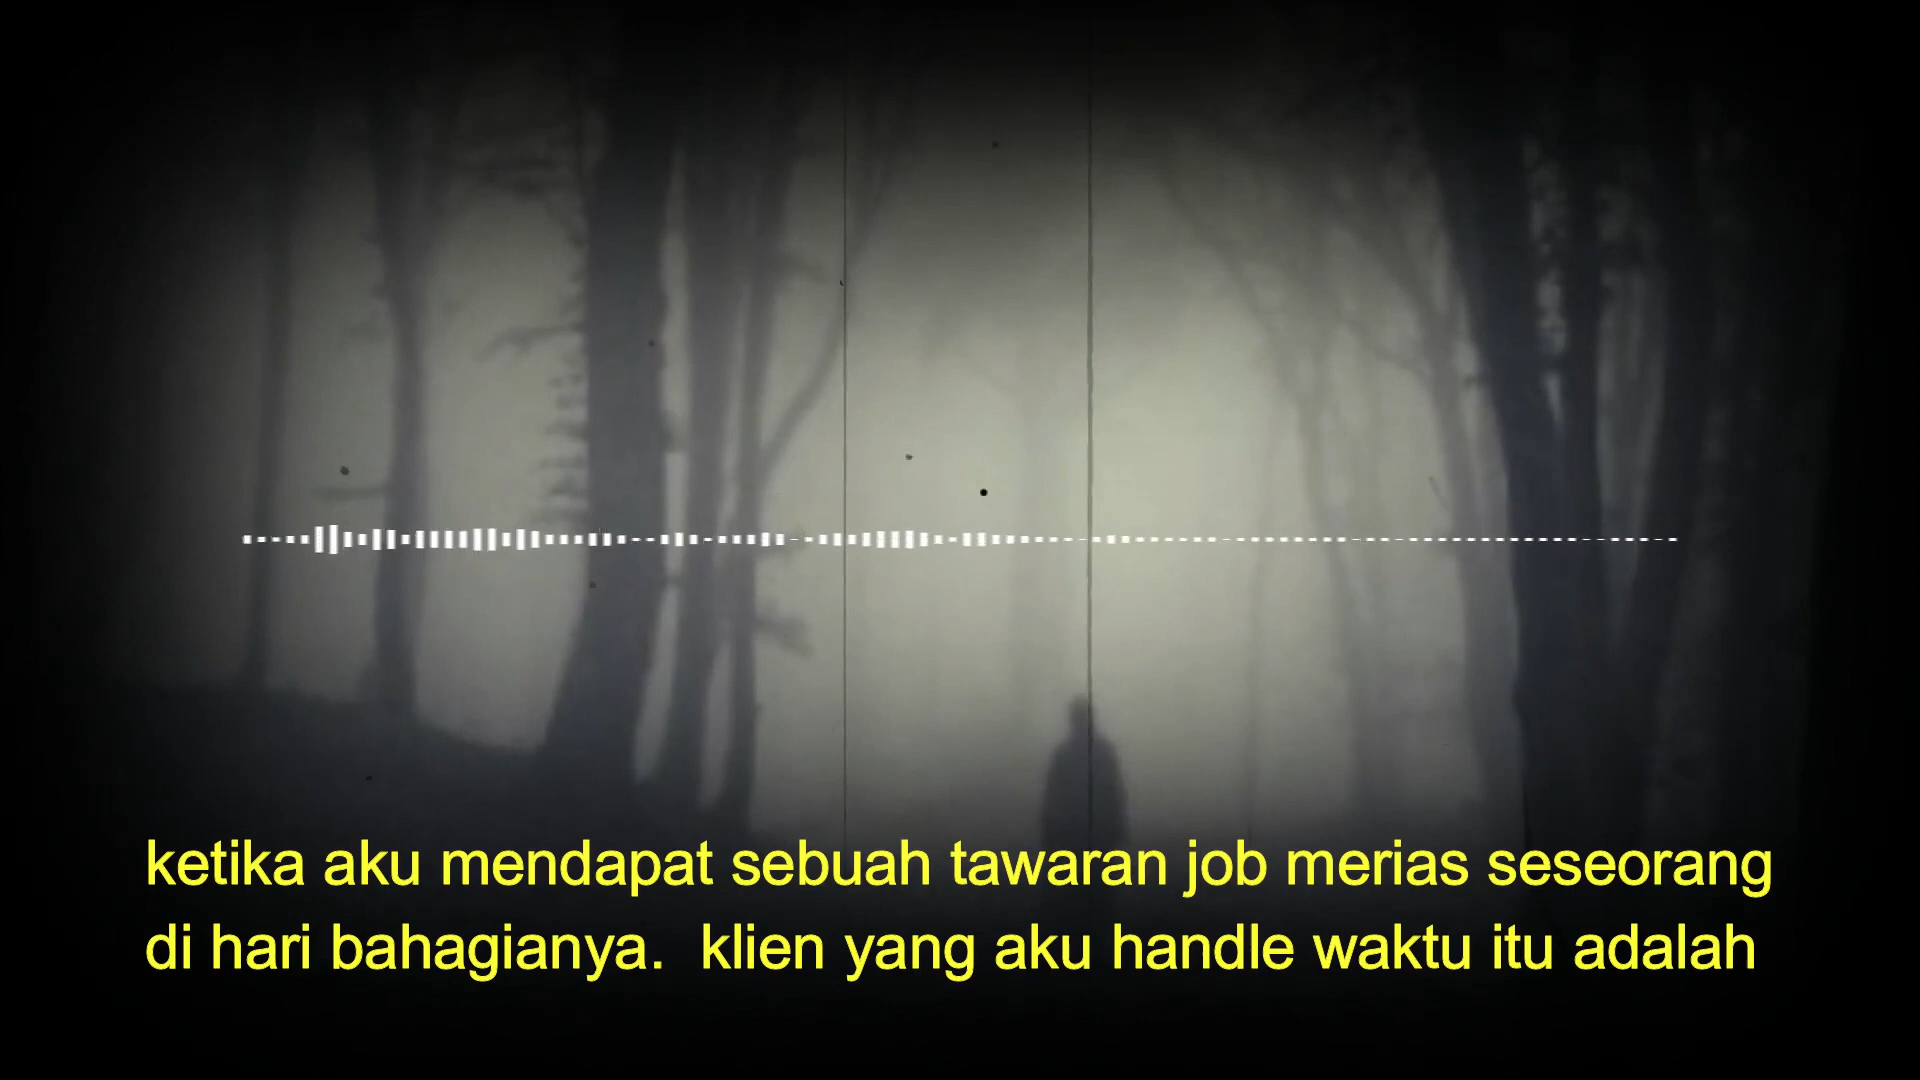 ketika aku mendapat sebuah tawaran job merias seseorang
di hari bahagianya.  klien yang aku handle waktu itu adalah